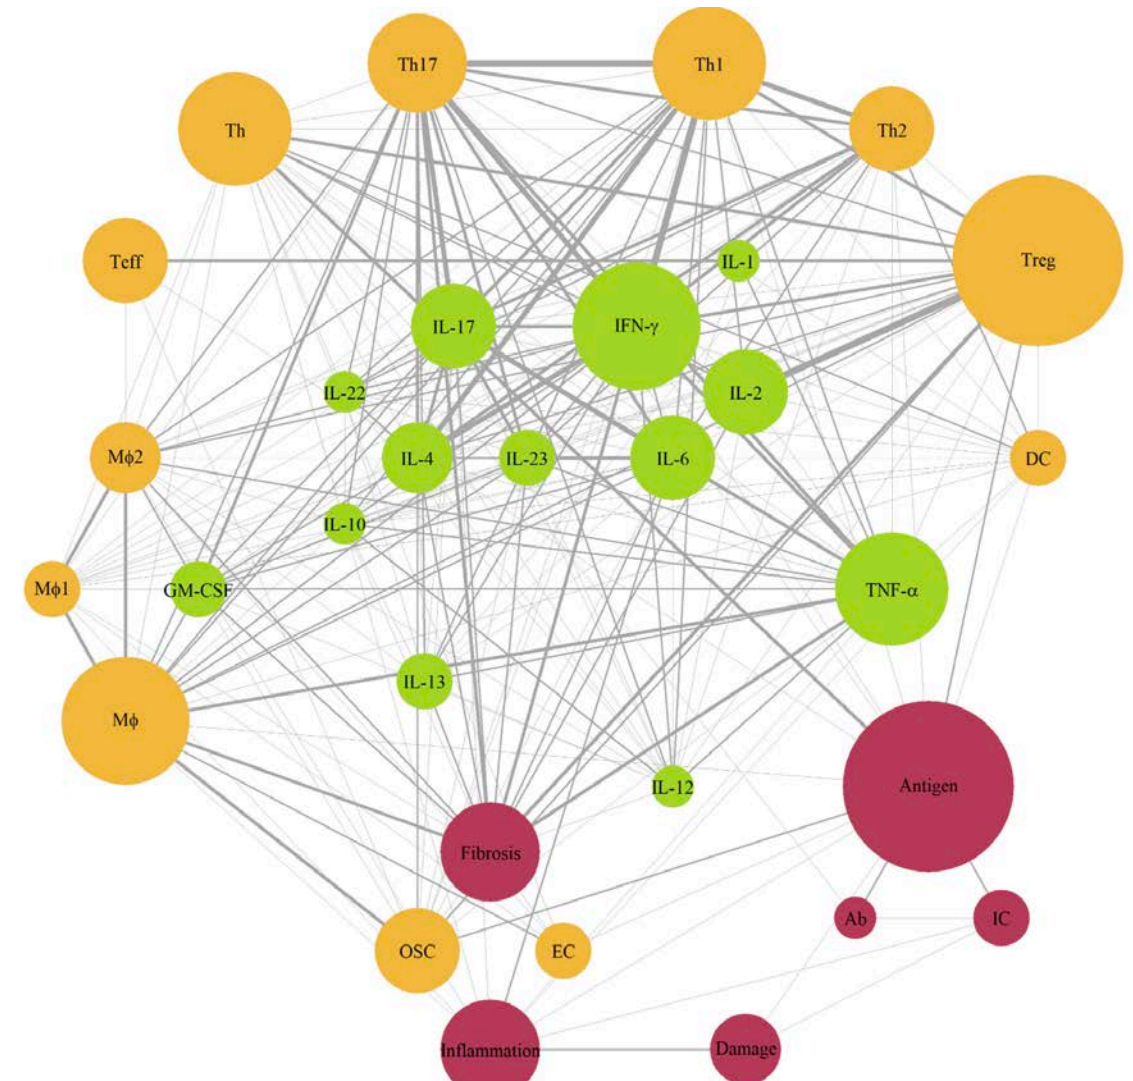 Th17
Th1
Th
Th2
Teff
IL-1
Treg
IL-17
IFN-γ
IL-22
IL-2
Mϕ2
IL-4
IL-23
IL-6
DC
IL-10
Mϕ1
GM-CSF
TNF-α
IL-13
Mϕ
IL-12
Antigen
Fibrosis
Ab
IC
OSC
EC
Inflammation
Damage